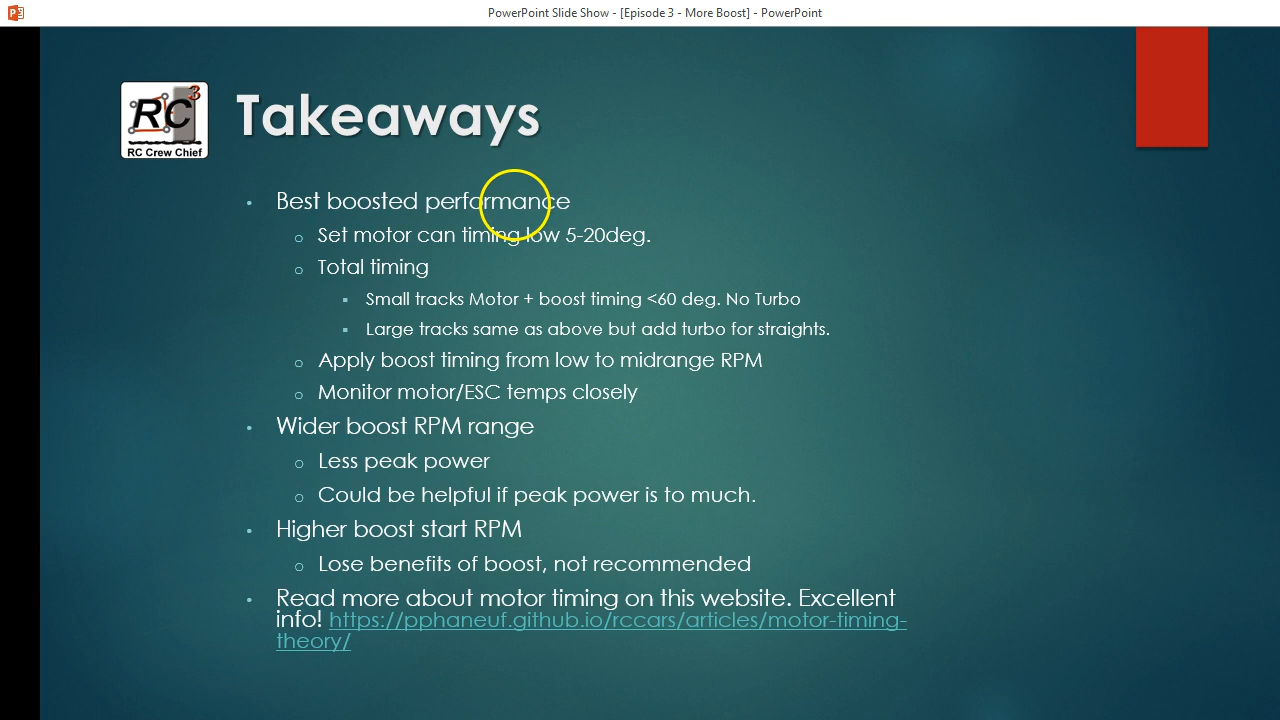 PowerPoint Slide Show - [Episode 3 - More Boost] - PowerPoint
RC3
RC Crew Chief
Takeaways
Best boosted performance
Set motor can timing low 5-20deg.
Total timing
Small tracks Motor + boost timing <60 deg. No Turbo
Large tracks same as above but add turbo for straights.
Apply boost timing from low to midrange RPM
Monitor motor/ESC temps closely
Wider boost RPM range
Less peak power
Could be helpful if peak power is to much.
Higher boost start RPM
Lose benefits of boost, not recommended
Read more about motor timing on this website. Excellent
info! https://pphaneuf.github.io/rccars/articles/motor-timing-
theory/